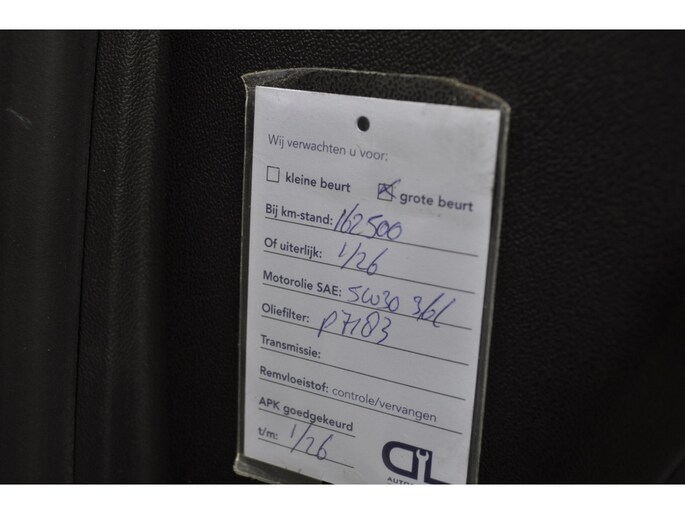 Wij verwachten u voor:
kleine beurt grote beurt
Bij km-stand: 162500
Of uiterlijk: 1/26
Motorolie SAE: 5W30 3,6L
Oliefilter: P7183
Transmissie:
Remvloeistof: controle/vervangen
APK goedgekeurd
t/m: 1/26